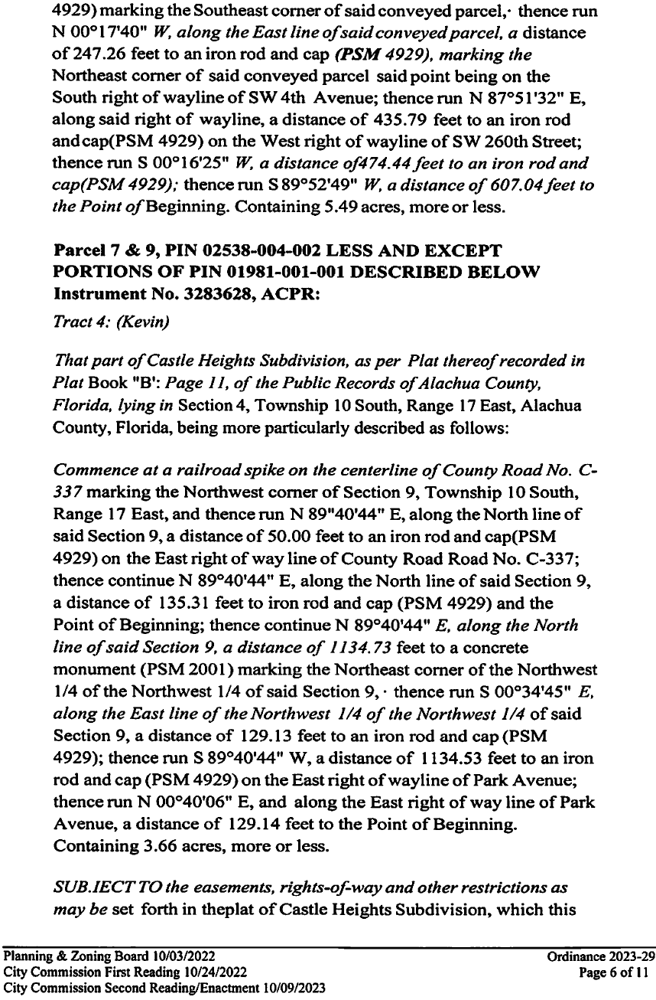 4929) marking the Southeast corner of said conveyed parcel,· thence run
N 00°17'40" W, along the East line of said conveyed parcel, a distance
of 247.26 feet to an iron rod and cap (PSM 4929), marking the
Northeast corner of said conveyed parcel said point being on the
South right of wayline of SW 4th Avenue; thence run N 87°51'32" E,
along said right of wayline, a distance of 435.79 feet to an iron rod
and cap(PSM 4929) on the West right of wayline of SW 260th Street;
thence run S 00°16'25" W, a distance of 474.44 feet to an iron rod and
cap(PSM 4929); thence run S 89°52'49" W, a distance of 607.04 feet to
the Point of Beginning. Containing 5.49 acres, more or less.
Parcel 7 & 9, PIN 02538-004-002 LESS AND EXCEPT
PORTIONS OF PIN 01981-001-001 DESCRIBED BELOW
Instrument No. 3283628, ACPR:
Tract 4: (Kevin)
That part of Castle Heights Subdivision, as per Plat thereof recorded in
Plat Book "B': Page 11, of the Public Records of Alachua County,
Florida, lying in Section 4, Township 10 South, Range 17 East, Alachua
County, Florida, being more particularly described as follows:
Commence at a railroad spike on the centerline of County Road No. C-
337 marking the Northwest corner of Section 9, Township 10 South,
Range 17 East, and thence run N 89"40'44" E, along the North line of
said Section 9, a distance of 50.00 feet to an iron rod and cap(PSM
4929) on the East right of way line of County Road Road No. C-337;
thence continue N 89°40'44" E, along the North line of said Section 9,
a distance of 135.31 feet to iron rod and cap (PSM 4929) and the
Point of Beginning; thence continue N 89°40'44" E, along the North
line of said Section 9, a distance of 1134.73 feet to a concrete
monument (PSM 2001) marking the Northeast corner of the Northwest
1/4 of the Northwest 1/4 of said Section 9, · thence run S 00°34'45" E,
along the East line of the Northwest 1/4 of the Northwest 1/4 of said
Section 9, a distance of 129.13 feet to an iron rod and cap (PSM
4929); thence run S 89°40'44" W, a distance of 1134.53 feet to an iron
rod and cap (PSM 4929) on the East right of wayline of Park Avenue;
thence run N 00°40'06" E, and along the East right of way line of Park
Avenue, a distance of 129.14 feet to the Point of Beginning.
Containing 3.66 acres, more or less.
SUB.IECT TO the easements, rights-of-way and other restrictions as
may be set forth in theplat of Castle Heights Subdivision, which this
Planning & Zoning Board 10/03/2022 Ordinance 2023-29
City Commission First Reading 10/24/2022 Page 6 of 11
City Commission Second Reading/Enactment 10/09/2023